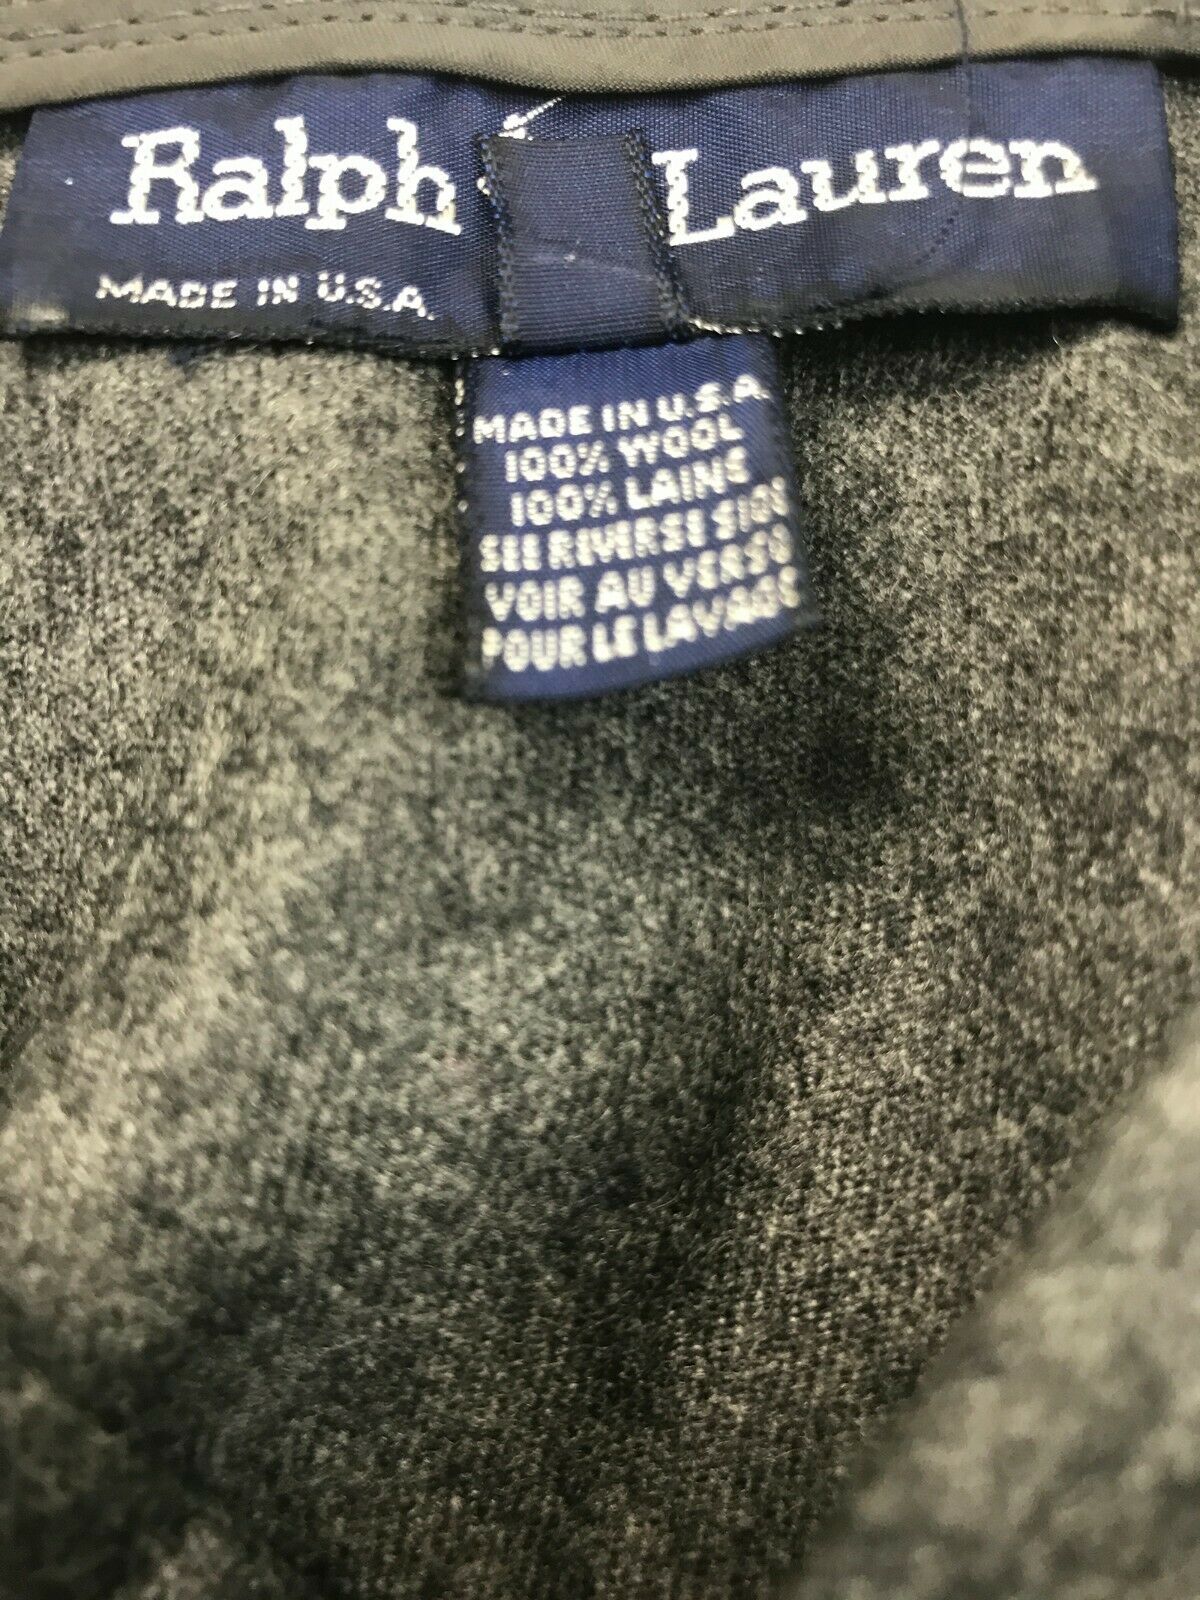 Ralph Lauren
MADE IN U.S.A.
MADE IN U.S.A.
100% WOOL
100% LAINE
SEE REVERSE SIDE
VOIR AU VERSO
POUR LE LAVAGE